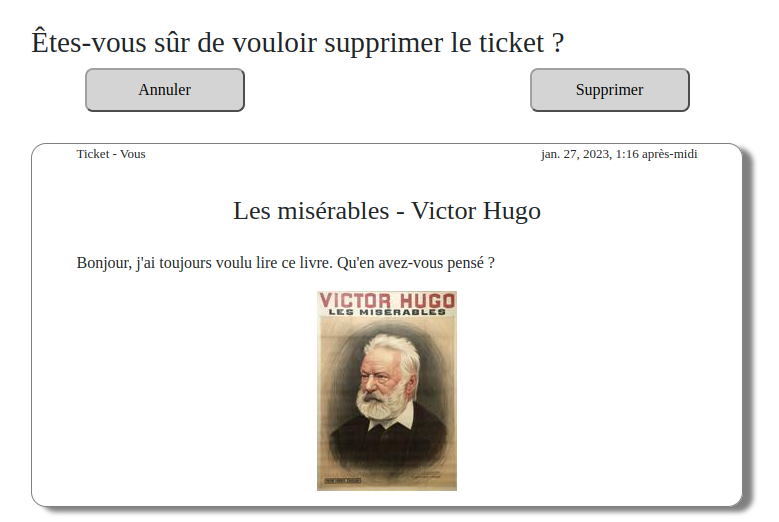 Êtes-vous sûr de vouloir supprimer le ticket ?
Annuler
Supprimer
Ticket - Vous
jan. 27, 2023, 1:16 après-midi
Les misérables - Victor Hugo
Bonjour, j'ai toujours voulu lire ce livre. Qu'en avez-vous pensé ?
VICTOR HUGO
LES MISERABLES